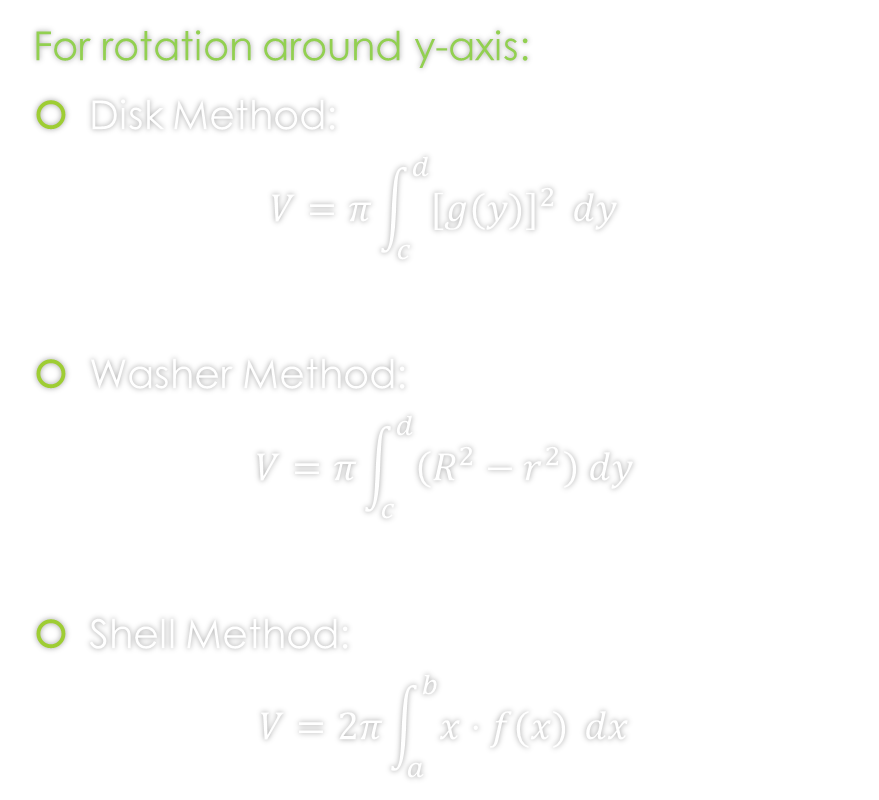 For rotation around y-axis:
Disk Method:
V = π ∫_c^d [g(y)]² dy
Washer Method:
V = π ∫_c^d (R² − r²) dy
Shell Method:
V = 2π ∫_a^b x · f(x) dx